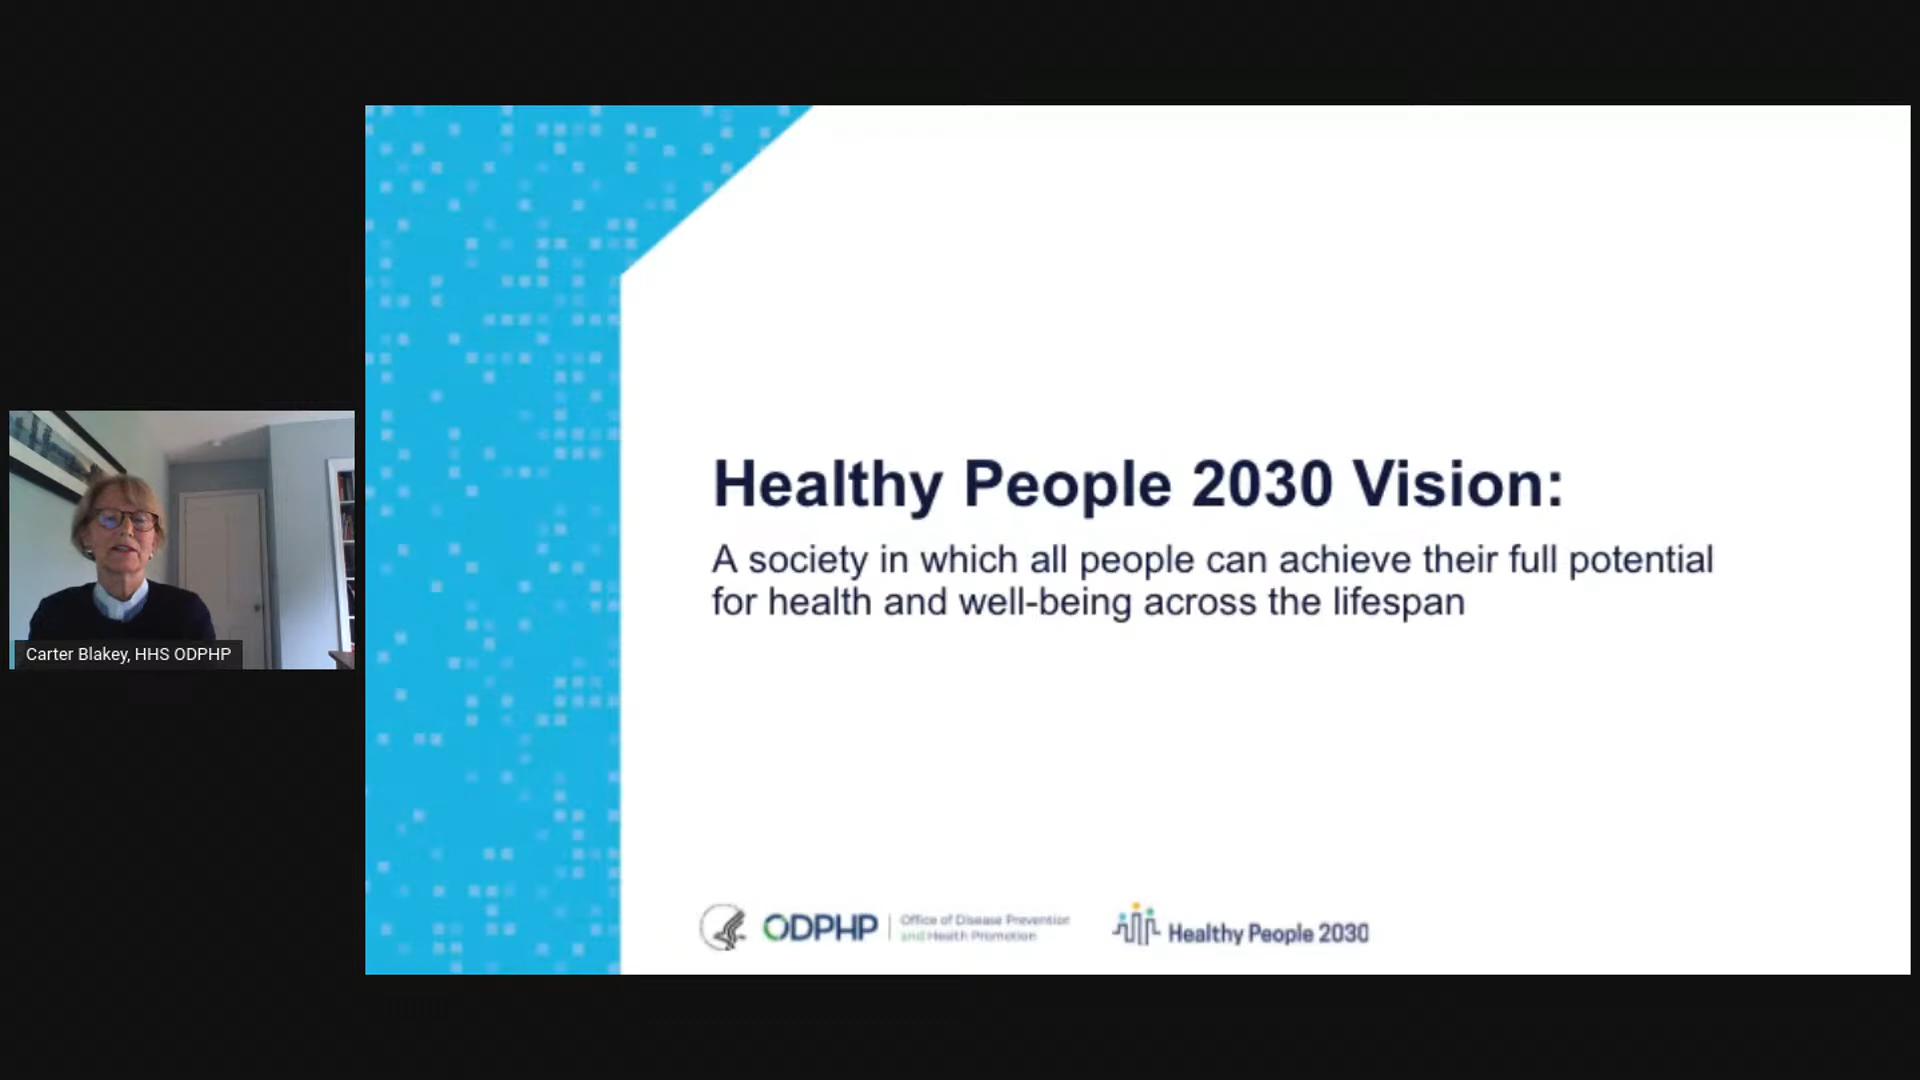 Healthy People 2030 Vision:
A society in which all people can achieve their full potential
for health and well-being across the lifespan
Carter Blakey, HHS ODPHP
ODPHP
Office of Disease Prevention
and Health Promotion
Healthy People 2030